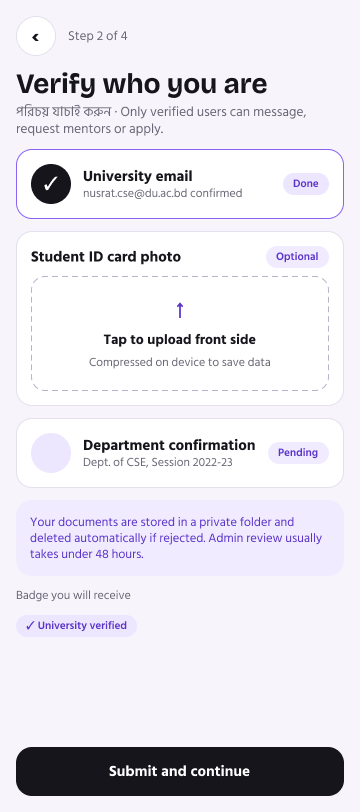 Step 2 of 4
Verify who you are
পরিচয় যাচাই করুন · Only verified users can message,
request mentors or apply.
University email
nusrat.cse@du.ac.bd confirmed
Done
Student ID card photo
Optional
↑
Tap to upload front side
Compressed on device to save data
Department confirmation
Dept. of CSE, Session 2022-23
Pending
Your documents are stored in a private folder and
deleted automatically if rejected. Admin review usually
takes under 48 hours.
Badge you will receive
✓ University verified
Submit and continue